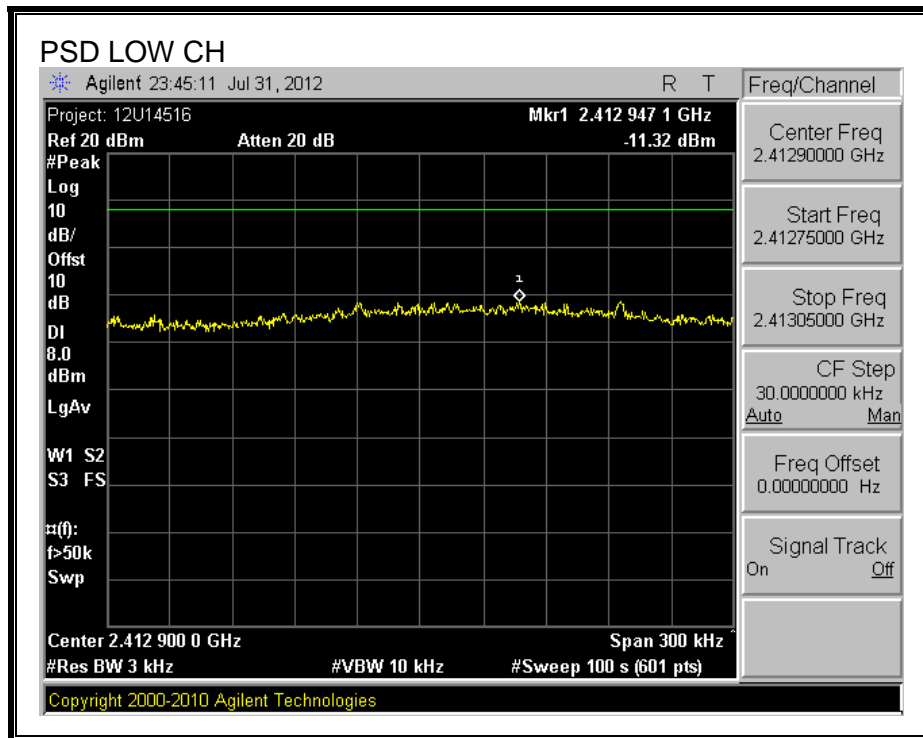 PSD LOW CH
Agilent 23:45:11 Jul 31, 2012 R T
Project: 12U14516 Mkr1 2.412 947 1 GHz
Ref 20 dBm Atten 20 dB -11.32 dBm
#Peak
Log
10
dB/
Offst
10
dB
DI
8.0
dBm
LgAv
W1 S2
S3 FS
¤(f):
f>50k
Swp
1
Center 2.412 900 0 GHz Span 300 kHz ^
#Res BW 3 kHz #VBW 10 kHz #Sweep 100 s (601 pts)
Copyright 2000-2010 Agilent Technologies
Freq/Channel
Center Freq
2.41290000 GHz
Start Freq
2.41275000 GHz
Stop Freq
2.41305000 GHz
CF Step
30.0000000 kHz
Auto Man
Freq Offset
0.00000000 Hz
Signal Track
On Off